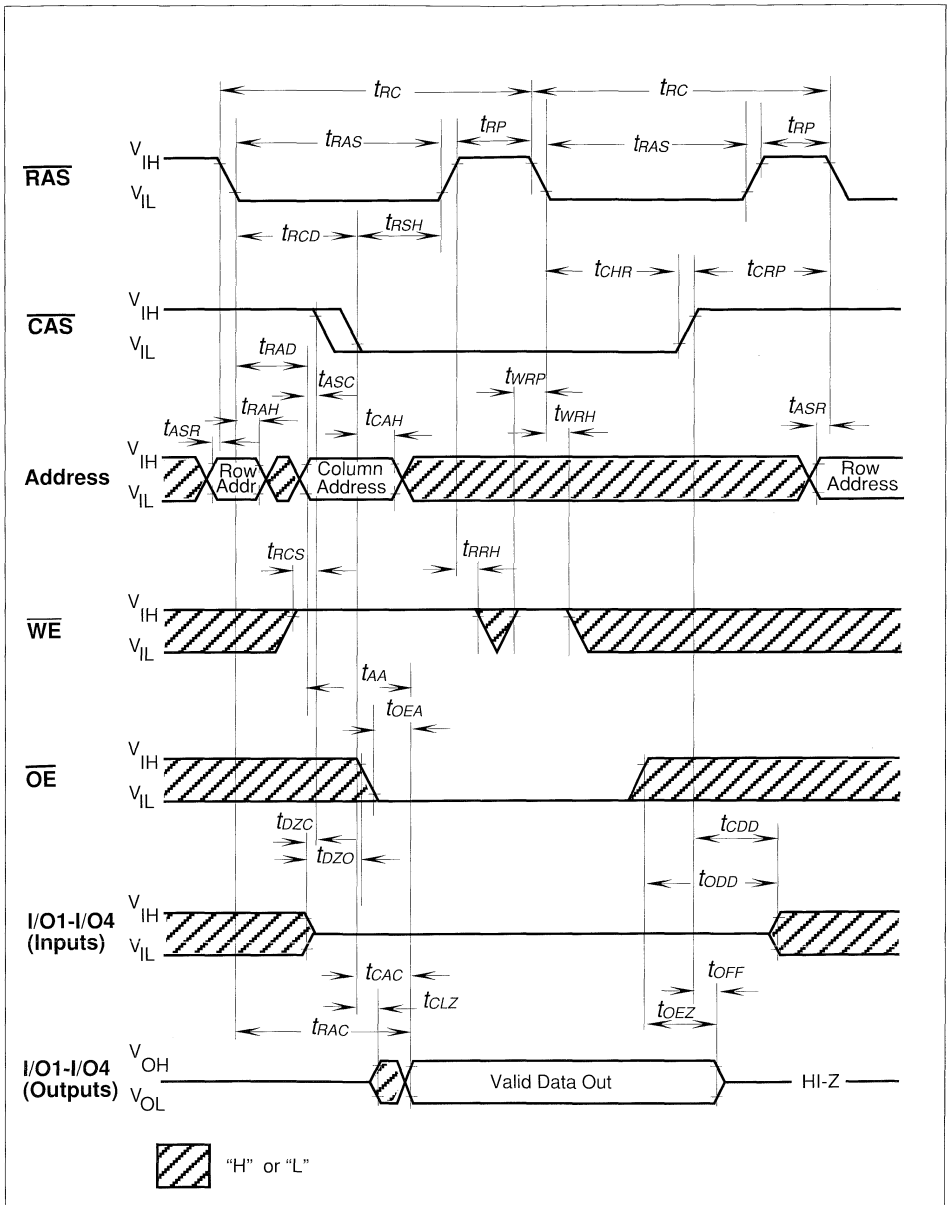 tRC tRC
tRAS tRP tRAS tRP
RAS VIH
VIL
tRCD tRSH
tCHR tCRP
CAS VIH
VIL
tRAD
tASC tWRP
tRAH tCAH tWRH
tASR tASR
Address VIH
VIL
Row Addr
Column Address
Row Address
tRCS tRRH
WE VIH
VIL
tAA
tOEA
OE VIH
VIL
tDZC tCDD
tDZO tODD
I/O1-I/O4 (Inputs) VIH
VIL
tCAC tOFF
tCLZ tOEZ
tRAC
I/O1-I/O4 (Outputs) VOH
VOL
Valid Data Out
HI-Z
"H" or "L"